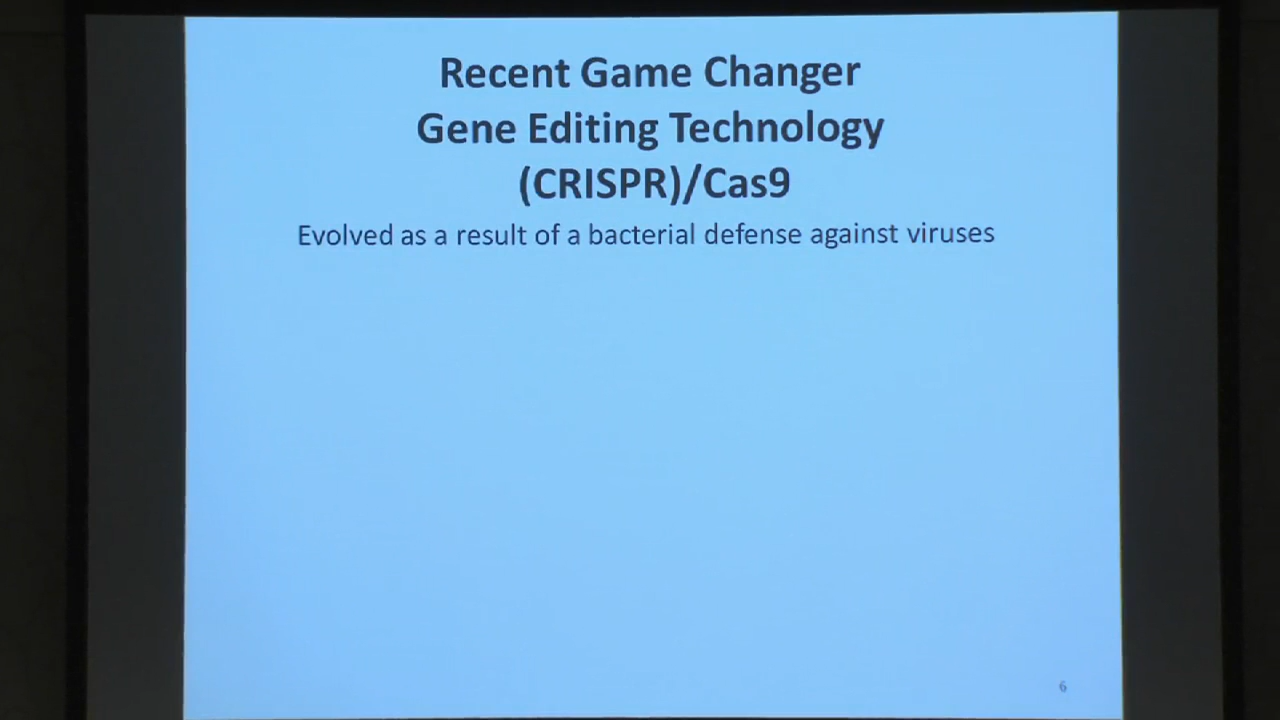 Recent Game Changer
Gene Editing Technology
(CRISPR)/Cas9
Evolved as a result of a bacterial defense against viruses
6